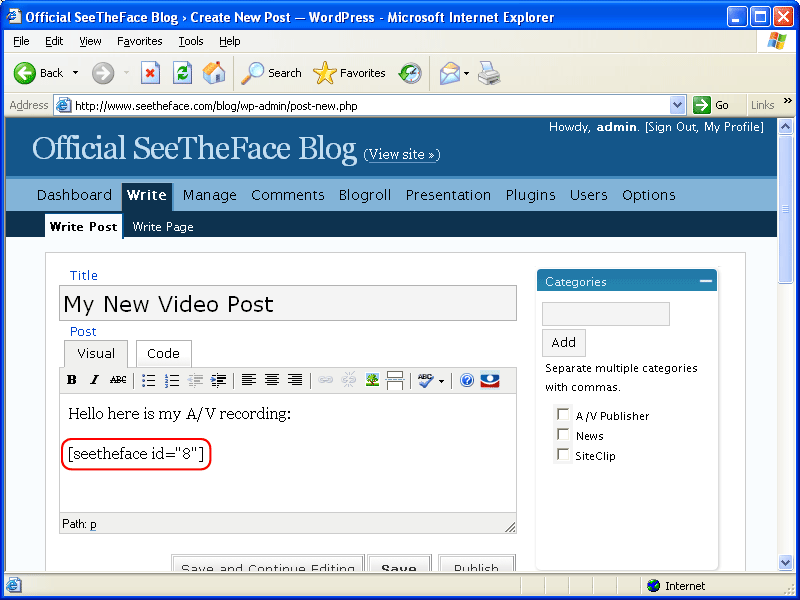 Official SeeTheFace Blog › Create New Post — WordPress - Microsoft Internet Explorer
File Edit View Favorites Tools Help
Back Search Favorites
Address http://www.seetheface.com/blog/wp-admin/post-new.php Go Links »
Howdy, admin. [Sign Out, My Profile]
Official SeeTheFace Blog (View site »)
Dashboard Write Manage Comments Blogroll Presentation Plugins Users Options
Write Post Write Page
Title
My New Video Post
Post
Visual Code
B I ABC ABC ?
Hello here is my A/V recording:
[seetheface id="8"]
Path: p
Save and Continue Editing Save Publish
Categories
Add
Separate multiple categories
with commas.
A/V Publisher
News
SiteClip
Internet